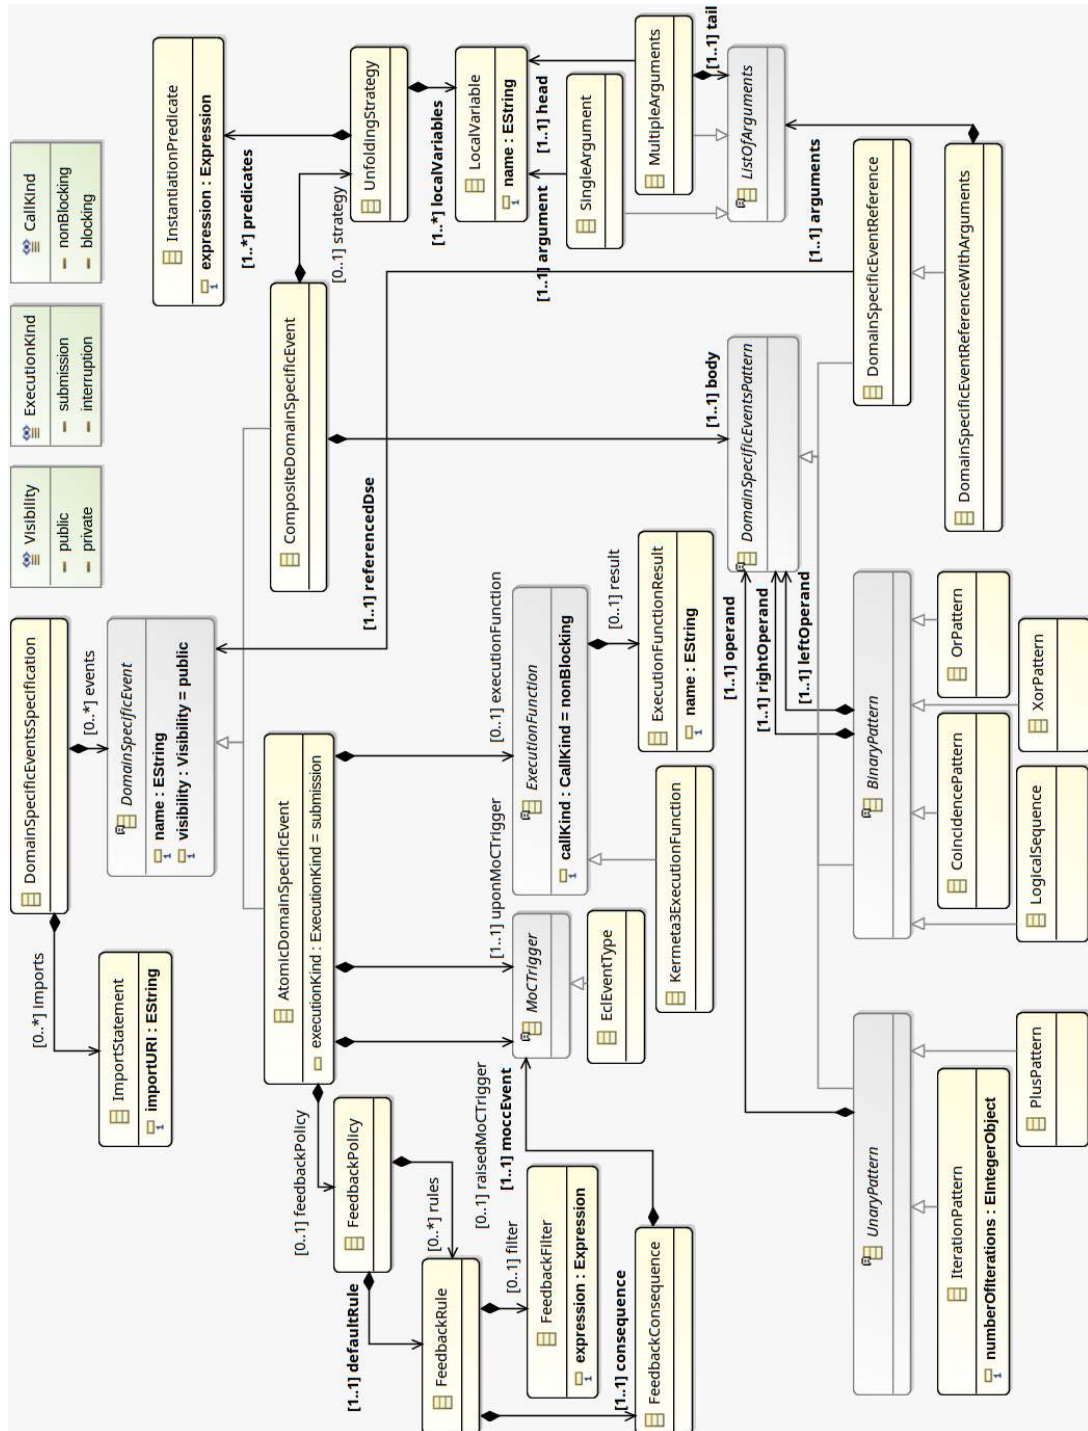 Visibility
public
private
ExecutionKind
submission
interruption
CallKind
nonBlocking
blocking
DomainSpecificEventsSpecification
[0..*] imports
[0..*] events
ImportStatement
importURI : EString
DomainSpecificEvent
name : EString
visibility : Visibility = public
InstantiationPredicate
expression : Expression
[1..*] predicates
AtomicDomainSpecificEvent
executionKind : ExecutionKind = submission
CompositeDomainSpecificEvent
[0..1] strategy
UnfoldingStrategy
[1..*] localVariables
LocalVariable
name : EString
[1..1] referencedDse
[0..1] feedbackPolicy
FeedbackPolicy
[1..1] defaultRule
[0..*] rules
FeedbackRule
[0..1] raisedMoCTrigger
[1..1] uponMoCTrigger
[0..1] executionFunction
[1..1] moccEvent
[0..1] filter
FeedbackFilter
expression : Expression
MoCTrigger
EclEventType
ExecutionFunction
callKind : CallKind = nonBlocking
[0..1] result
[1..1] argument
[1..1] head
SingleArgument
MultipleArguments
[1..1] tail
[1..1] consequence
FeedbackConsequence
Kermeta3ExecutionFunction
ExecutionFunctionResult
name : EString
[1..1] body
ListOfArguments
DomainSpecificEventsPattern
[1..1] operand
[1..1] rightOperand
[1..1] leftOperand
[1..1] arguments
UnaryPattern
BinaryPattern
DomainSpecificEventReference
IterationPattern
numberOfIterations : EIntegerObject
CoincidencePattern
OrPattern
DomainSpecificEventReferenceWithArguments
PlusPattern
LogicalSequence
XorPattern